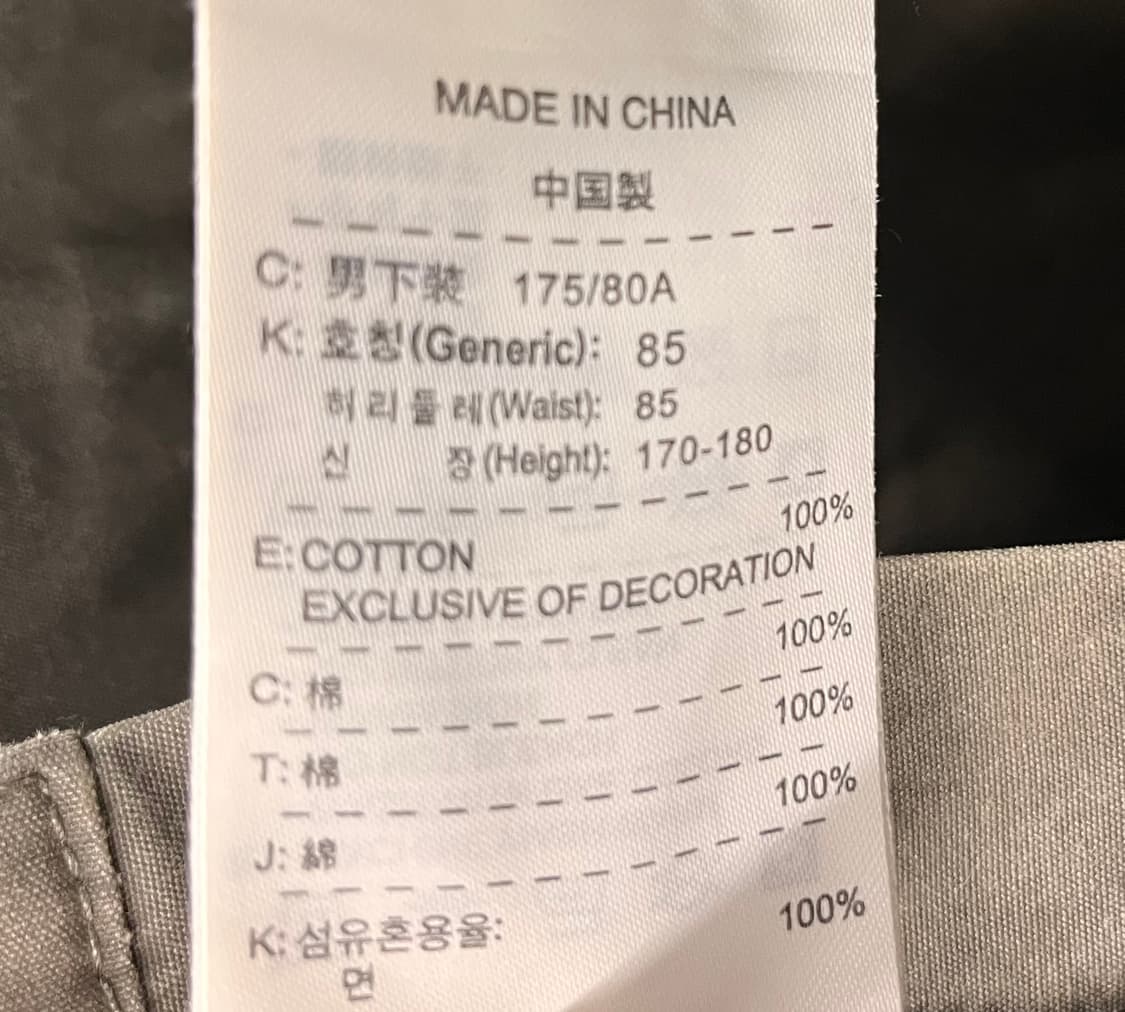 MADE IN CHINA
中国製
C: 男下装 175/80A
K: 호칭(Generic): 85
허리둘레(Waist): 85
신 장(Height): 170-180
E: COTTON 100%
EXCLUSIVE OF DECORATION
C: 棉 100%
T: 棉 100%
J: 綿 100%
K: 섬유혼용율:
면 100%